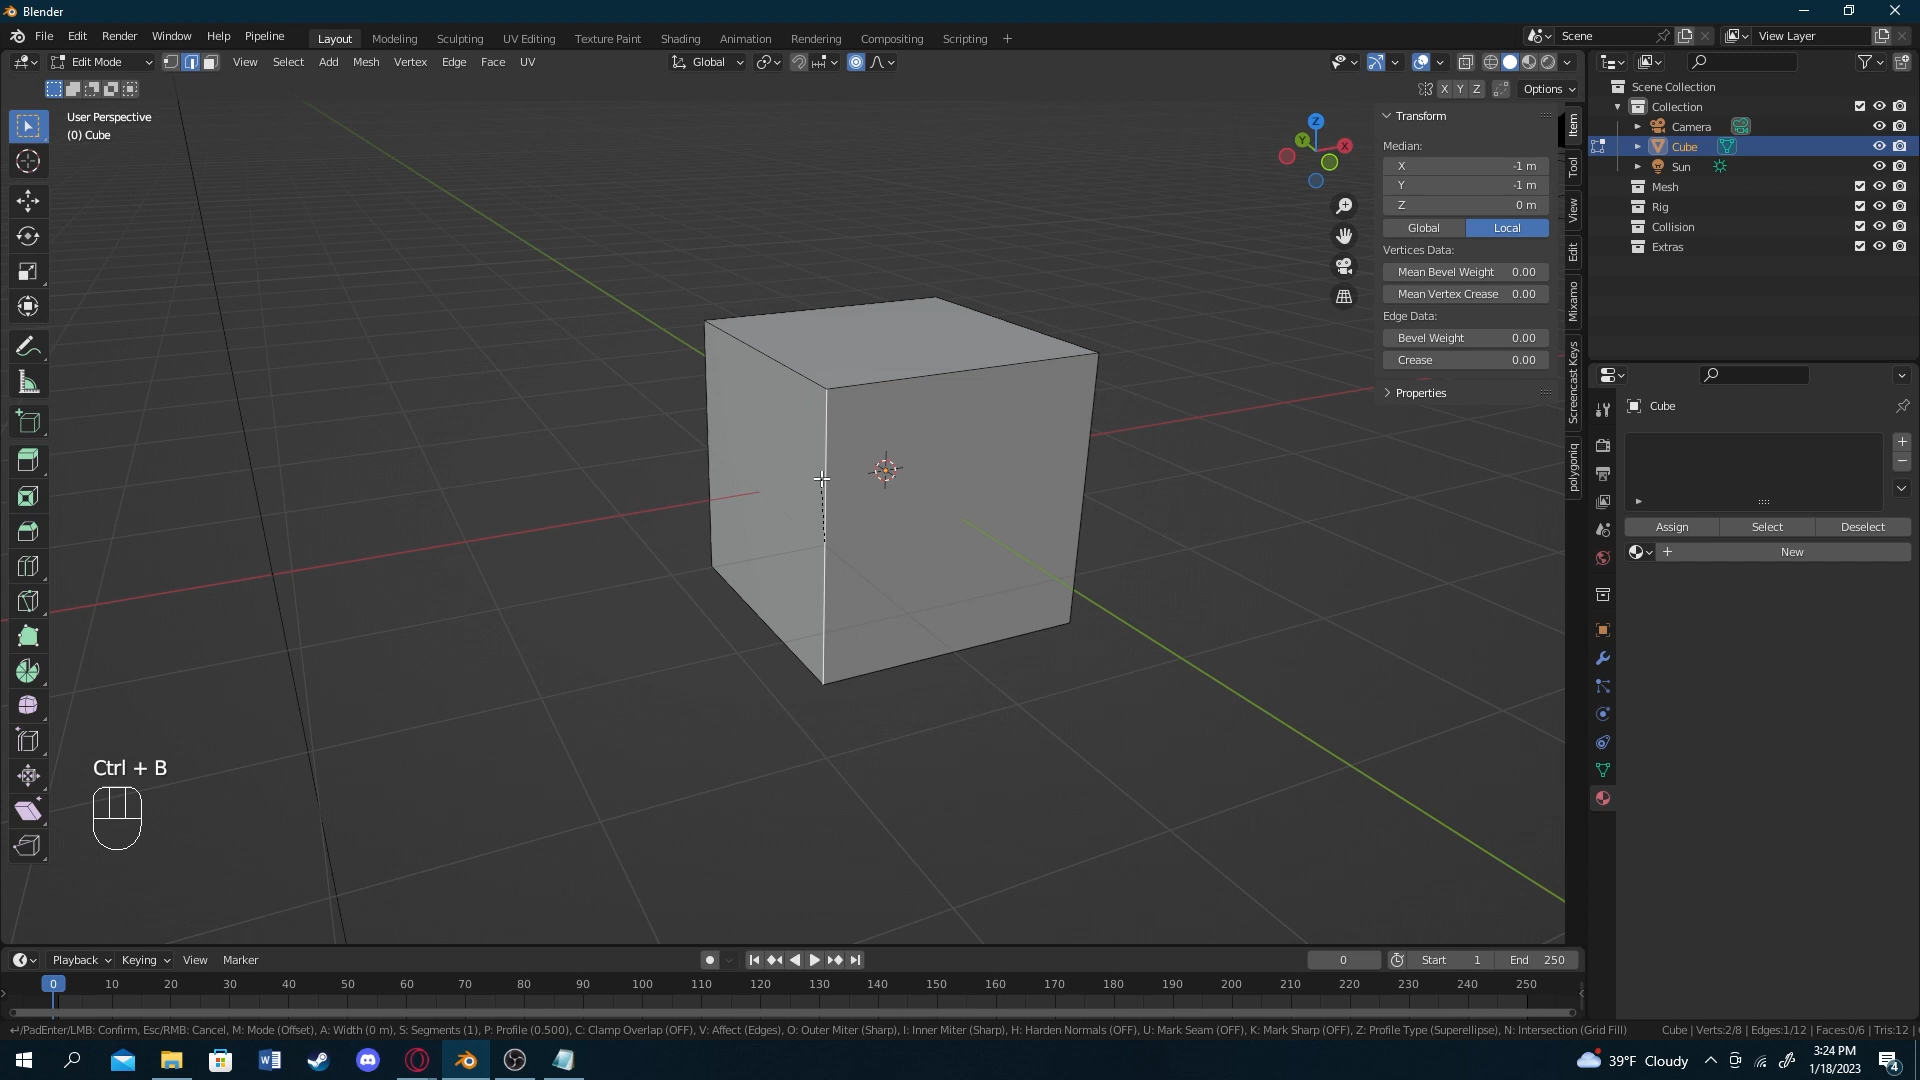 Blender
File Edit Render Window Help Pipeline
Layout Modeling Sculpting UV Editing Texture Paint Shading Animation Rendering Compositing Scripting +
Scene
View Layer
Edit Mode
View Select Add Mesh Vertex Edge Face UV
Global
X Y Z
Options
User Perspective
(0) Cube
Z
Y
X
Transform
Median:
X -1 m
Y -1 m
Z 0 m
Global Local
Vertices Data:
Mean Bevel Weight 0.00
Mean Vertex Crease 0.00
Edge Data:
Bevel Weight 0.00
Crease 0.00
Properties
Item
Tool
View
Edit
Mixamo
Screencast Keys
polygoniq
Scene Collection
Collection
Camera
Cube
Sun
Mesh
Rig
Collision
Extras
Cube
Assign Select Deselect
New
Ctrl + B
Playback Keying View Marker
0
Start 1
End 250
0 10 20 30 40 50 60 70 80 90 100 110 120 130 140 150 160 170 180 190 200 210 220 230 240 250
↵/PadEnter/LMB: Confirm, Esc/RMB: Cancel, M: Mode (Offset), A: Width (0 m), S: Segments (1), P: Profile (0.500), C: Clamp Overlap (OFF), V: Affect (Edges), O: Outer Miter (Sharp), I: Inner Miter (Sharp), H: Harden Normals (OFF), U: Mark Seam (OFF), K: Mark Sharp (OFF), Z: Profile Type (Superellipse), N: Intersection (Grid Fill)
Cube | Verts:2/8 | Edges:1/12 | Faces:0/6 | Tris:12 |
39°F Cloudy
3:24 PM
1/18/2023
4